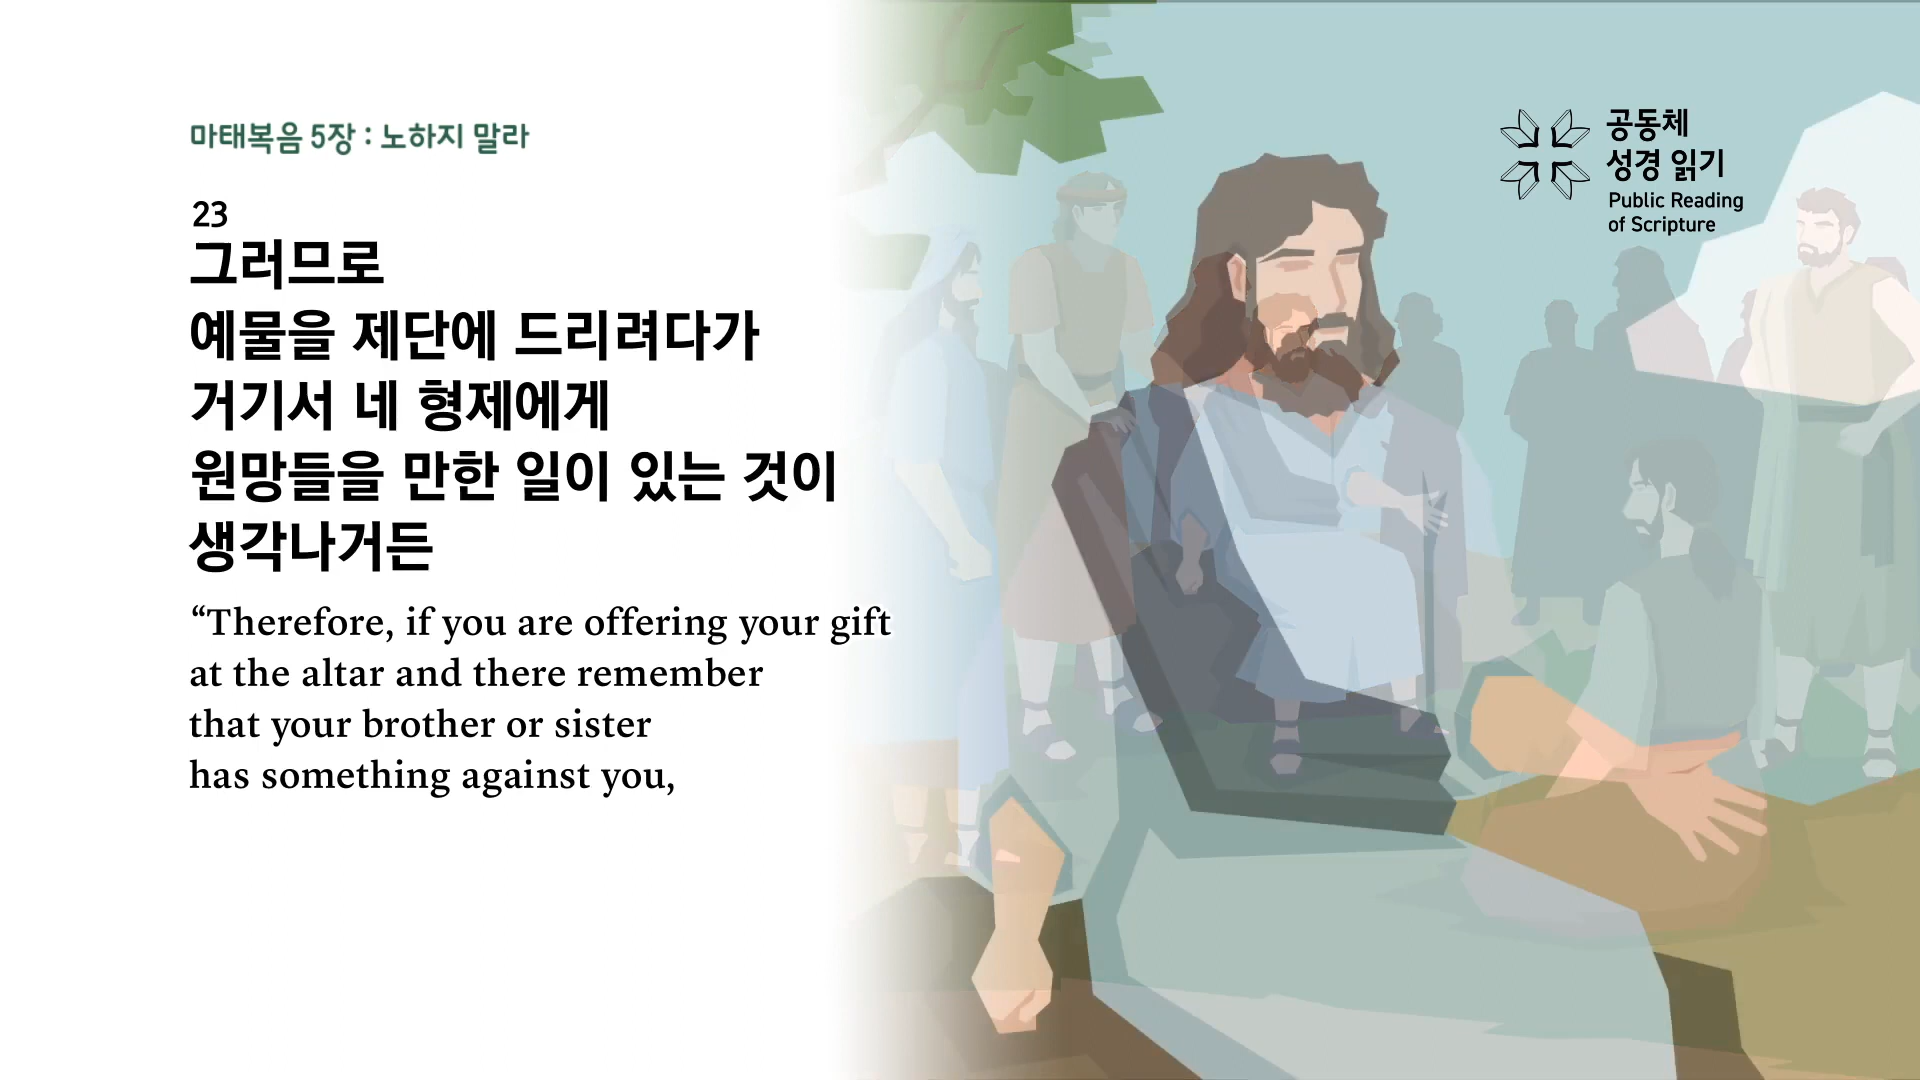 마태복음 5장 : 노하지 말라
23
그러므로
예물을 제단에 드리려다가
거기서 네 형제에게
원망들을 만한 일이 있는 것이
생각나거든
“Therefore, if you are offering your gift
at the altar and there remember
that your brother or sister
has something against you,
공동체
성경 읽기
Public Reading
of Scripture